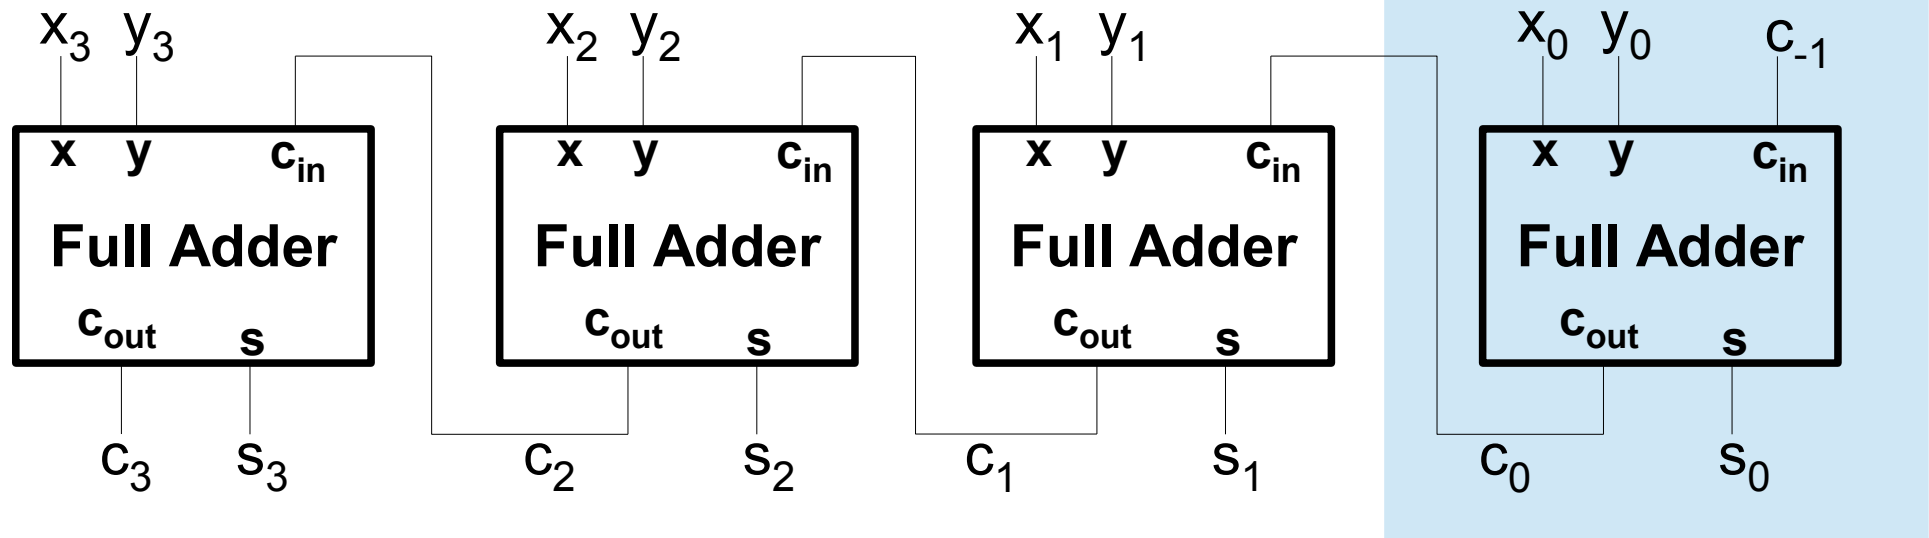 x3 y3 x2 y2 x1 y1 x0 y0 c-1
x y cin x y cin x y cin x y cin
Full Adder Full Adder Full Adder Full Adder
cout s cout s cout s cout s
c3 s3 c2 s2 c1 s1 c0 s0